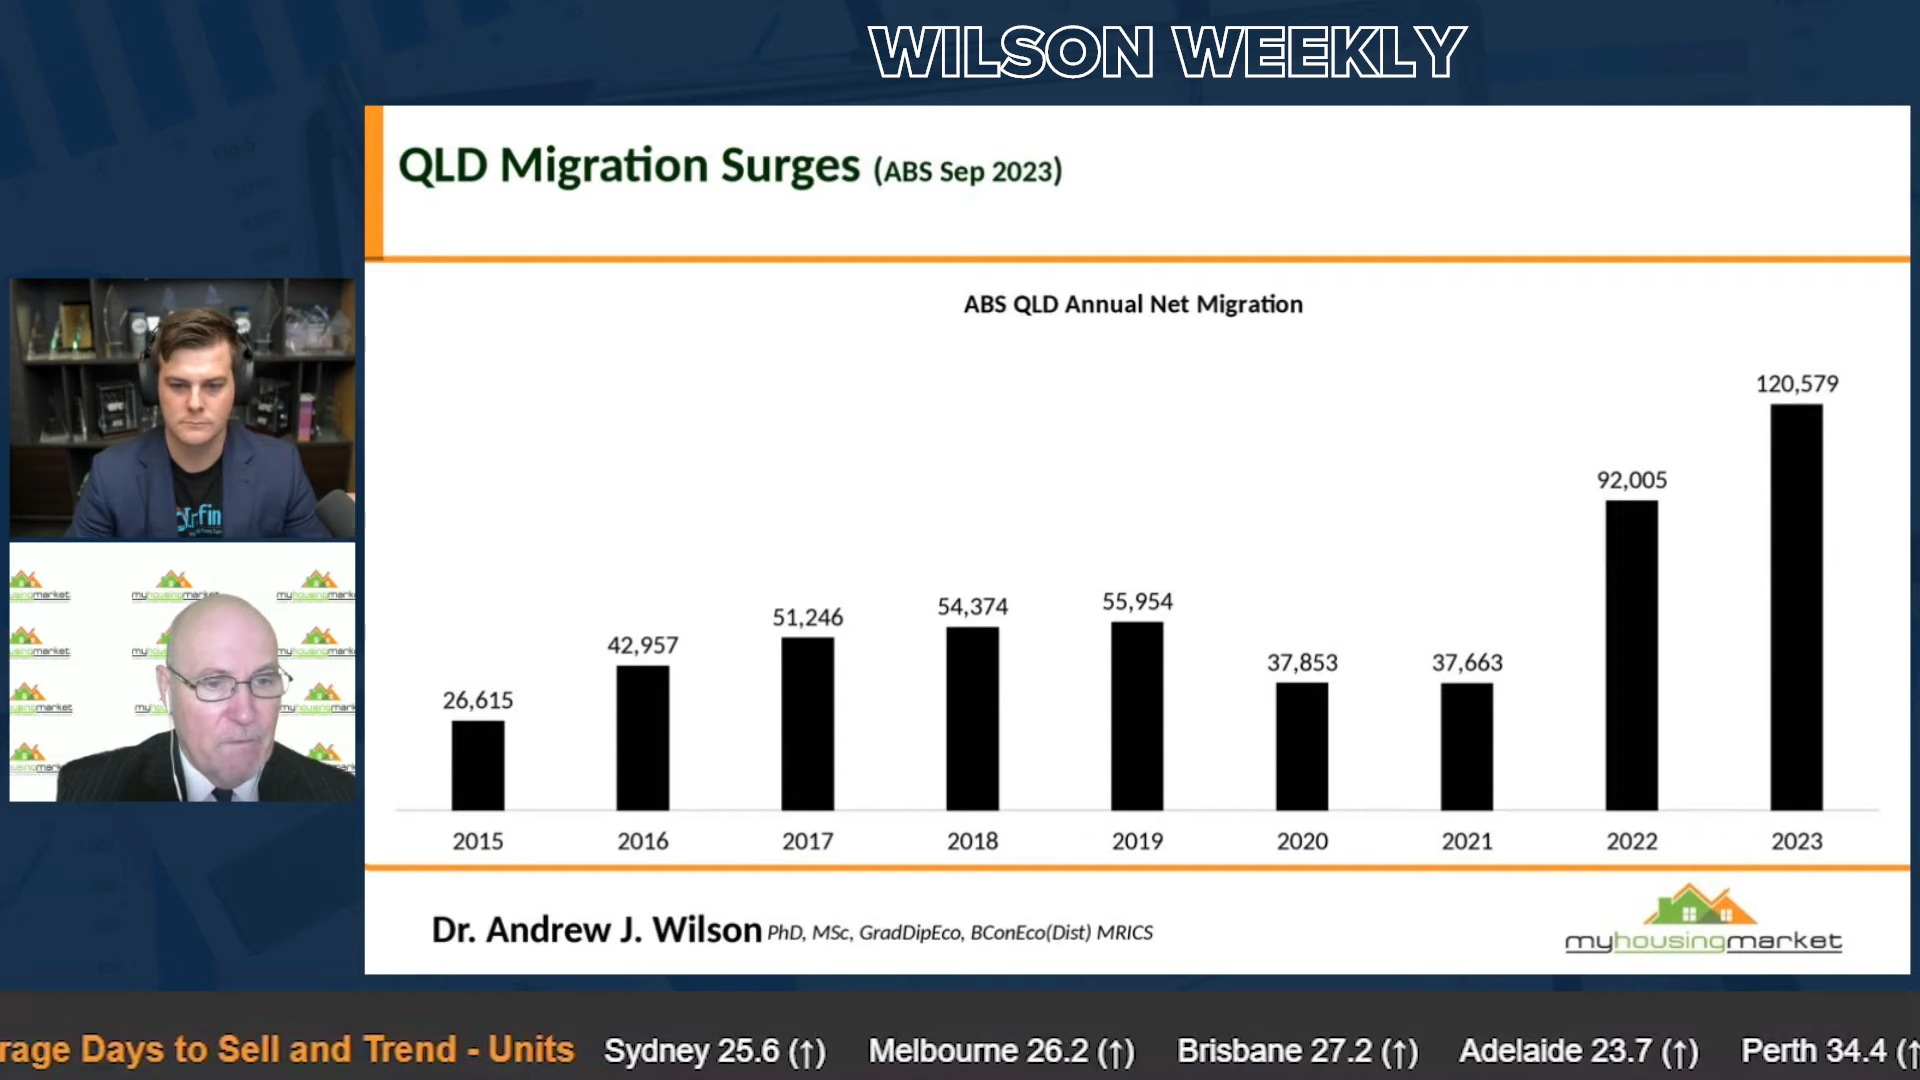 WILSON WEEKLY
QLD Migration Surges (ABS Sep 2023)
ABS QLD Annual Net Migration
120,579
92,005
55,954
54,374
51,246
42,957
37,853
37,663
26,615
2015 2016 2017 2018 2019 2020 2021 2022 2023
fin
myhousingmarket
myhousingmarket
Dr. Andrew J. Wilson PhD, MSc, GradDipEco, BConEco(Dist) MRICS
myhousingmarket
rage Days to Sell and Trend - Units Sydney 25.6 (↑) Melbourne 26.2 (↑) Brisbane 27.2 (↑) Adelaide 23.7 (↑) Perth 34.4 (↑